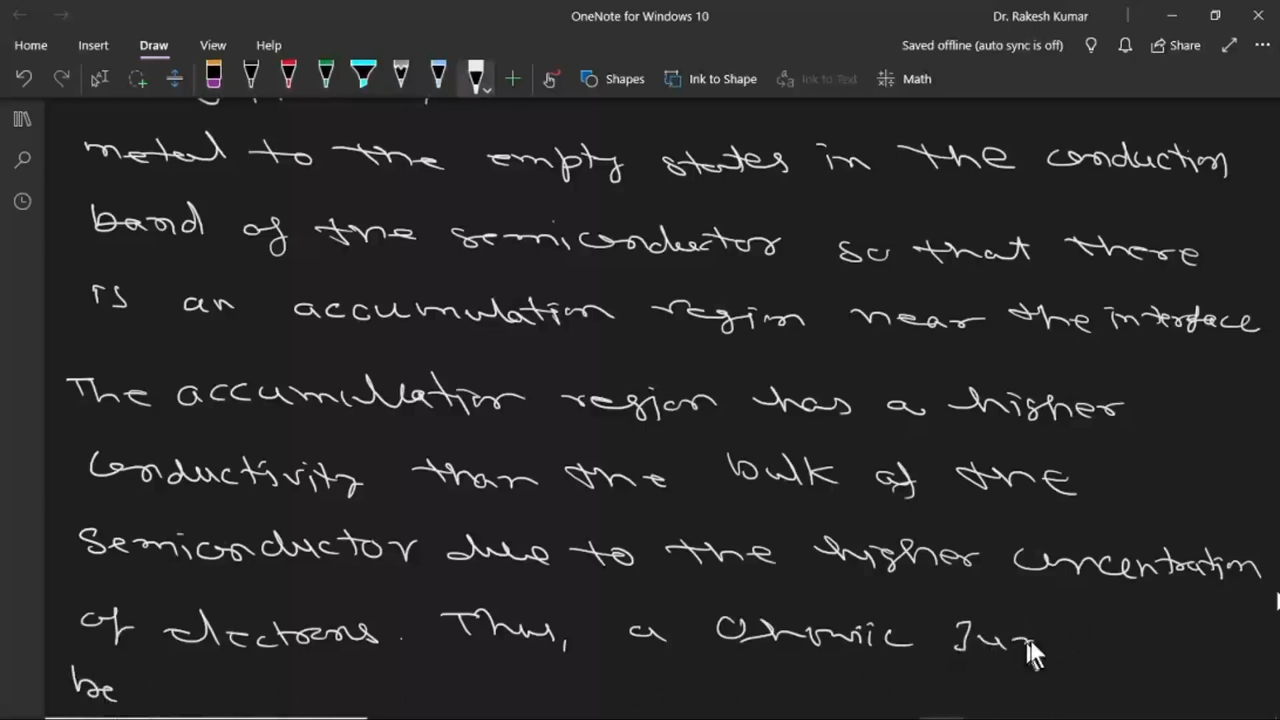 OneNote for Windows 10
Dr. Rakesh Kumar
Home Insert Draw View Help
Saved offline (auto sync is off)
Share
Shapes
Ink to Shape
Ink to Text
Math
metal to the empty states in the conduction
band of the semiconductor so that there
is an accumulation region near the interface
The accumullation region has a higher
conductivity than the bulk of the
Semiconductor due to the higher concentration
of electrons. Thus, a Ohomic Jun
be